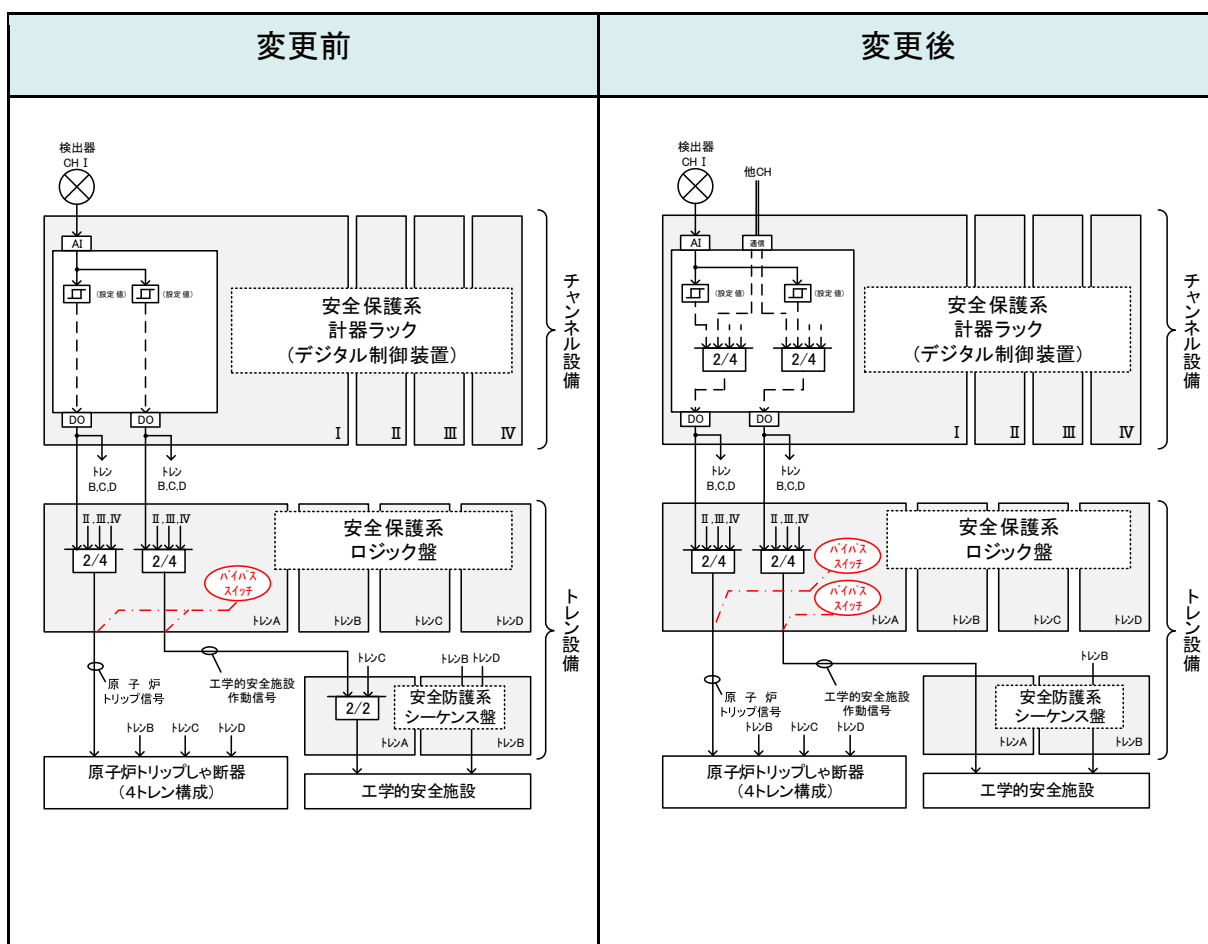 変更前
変更後
検出器
CH I
AI
(設定値)
(設定値)
安全保護系
計器ラック
(デジタル制御装置)
DO
DO
Ⅰ
Ⅱ
Ⅲ
Ⅳ
チャンネル設備
トレン
B,C,D
トレン
B,C,D
Ⅱ,Ⅲ,Ⅳ
Ⅱ,Ⅲ,Ⅳ
2/4
2/4
安全保護系
ロジック盤
バイパス
スイッチ
トレンA
トレンB
トレンC
トレンD
トレン設備
原子炉
トリップ信号
工学的安全施設
作動信号
トレンC
トレンB
トレンD
2/2
安全防護系
シーケンス盤
トレンA
トレンB
トレンB
トレンC
トレンD
原子炉トリップしゃ断器
(4トレン構成)
工学的安全施設
検出器
CH I
他CH
AI
通信
(設定値)
(設定値)
2/4
2/4
安全保護系
計器ラック
(デジタル制御装置)
DO
DO
Ⅰ
Ⅱ
Ⅲ
Ⅳ
チャンネル設備
トレン
B,C,D
トレン
B,C,D
Ⅱ,Ⅲ,Ⅳ
Ⅱ,Ⅲ,Ⅳ
2/4
2/4
安全保護系
ロジック盤
バイパス
スイッチ
バイパス
スイッチ
トレンA
トレンB
トレンC
トレンD
トレン設備
原子炉
トリップ信号
工学的安全施設
作動信号
トレンB
安全防護系
シーケンス盤
トレンA
トレンB
トレンB
トレンC
トレンD
原子炉トリップしゃ断器
(4トレン構成)
工学的安全施設